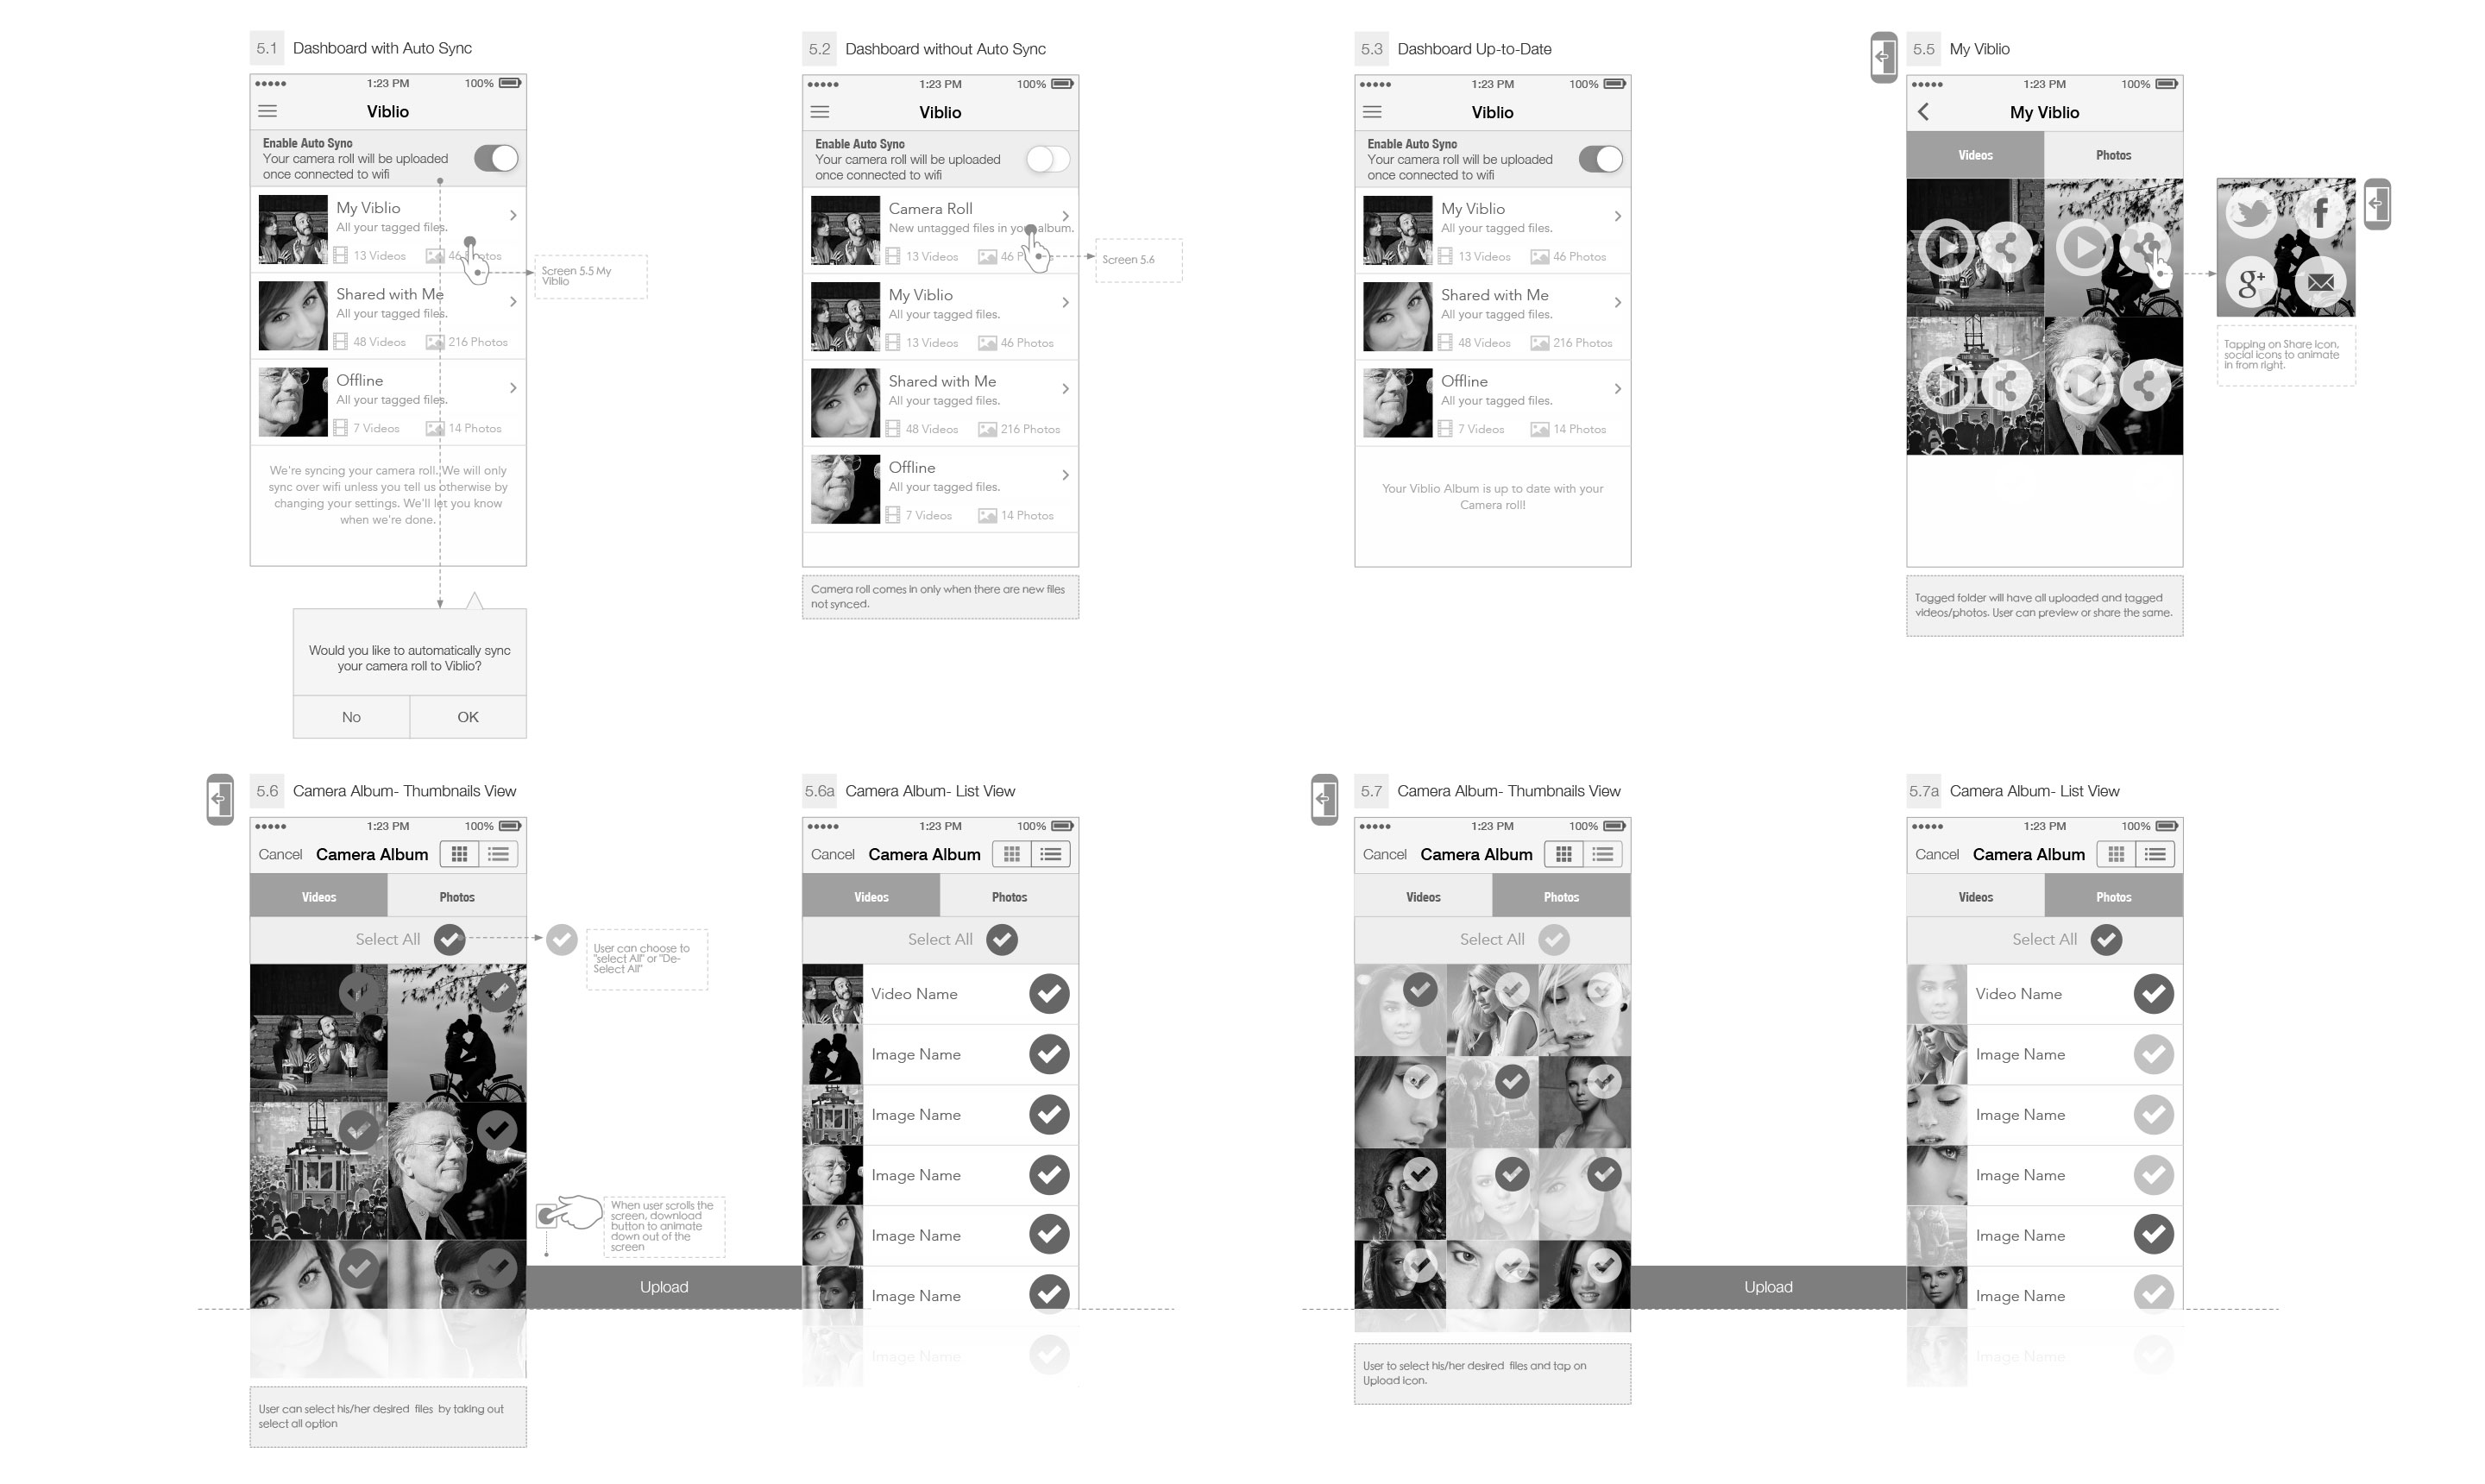 5.1 Dashboard with Auto Sync
1:23 PM 100%
Viblio
Enable Auto Sync
Your camera roll will be uploaded
once connected to wifi
My Viblio
All your tagged files.
13 Videos 46 Photos
Shared with Me
All your tagged files.
48 Videos 216 Photos
Offline
All your tagged files.
7 Videos 14 Photos
We're syncing your camera roll. We will only
sync over wifi unless you tell us otherwise by
changing your settings. We'll let you know
when we're done.
Screen 5.5 My
Viblio
Would you like to automatically sync
your camera roll to Viblio?
No OK
5.2 Dashboard without Auto Sync
1:23 PM 100%
Viblio
Enable Auto Sync
Your camera roll will be uploaded
once connected to wifi
Camera Roll
New untagged files in your album.
13 Videos 46 Photos
My Viblio
All your tagged files.
13 Videos 46 Photos
Shared with Me
All your tagged files.
48 Videos 216 Photos
Offline
All your tagged files.
7 Videos 14 Photos
Screen 5.6
Camera roll comes in only when there are new files
not synced.
5.3 Dashboard Up-to-Date
1:23 PM 100%
Viblio
Enable Auto Sync
Your camera roll will be uploaded
once connected to wifi
My Viblio
All your tagged files.
13 Videos 46 Photos
Shared with Me
All your tagged files.
48 Videos 216 Photos
Offline
All your tagged files.
7 Videos 14 Photos
Your Viblio Album is up to date with your
Camera roll!
5.5 My Viblio
1:23 PM 100%
My Viblio
Videos Photos
f
g+
Tapping on Share Icon,
social icons to animate
in from right.
Tagged folder will have all uploaded and tagged
videos/photos. User can preview or share the same.
5.6 Camera Album- Thumbnails View
1:23 PM 100%
Cancel Camera Album
Videos Photos
Select All
User can choose to
"select All" or "De-
Select All"
When user scrolls the
screen, download
button to animate
down out of the
screen
Upload
User can select his/her desired files by taking out
select all option
5.6a Camera Album- List View
1:23 PM 100%
Cancel Camera Album
Videos Photos
Select All
Video Name
Image Name
Image Name
Image Name
Image Name
Image Name
Image Name
5.7 Camera Album- Thumbnails View
1:23 PM 100%
Cancel Camera Album
Videos Photos
Select All
Upload
User to select his/her desired files and tap on
Upload Icon.
5.7a Camera Album- List View
1:23 PM 100%
Cancel Camera Album
Videos Photos
Select All
Video Name
Image Name
Image Name
Image Name
Image Name
Image Name
Image Name